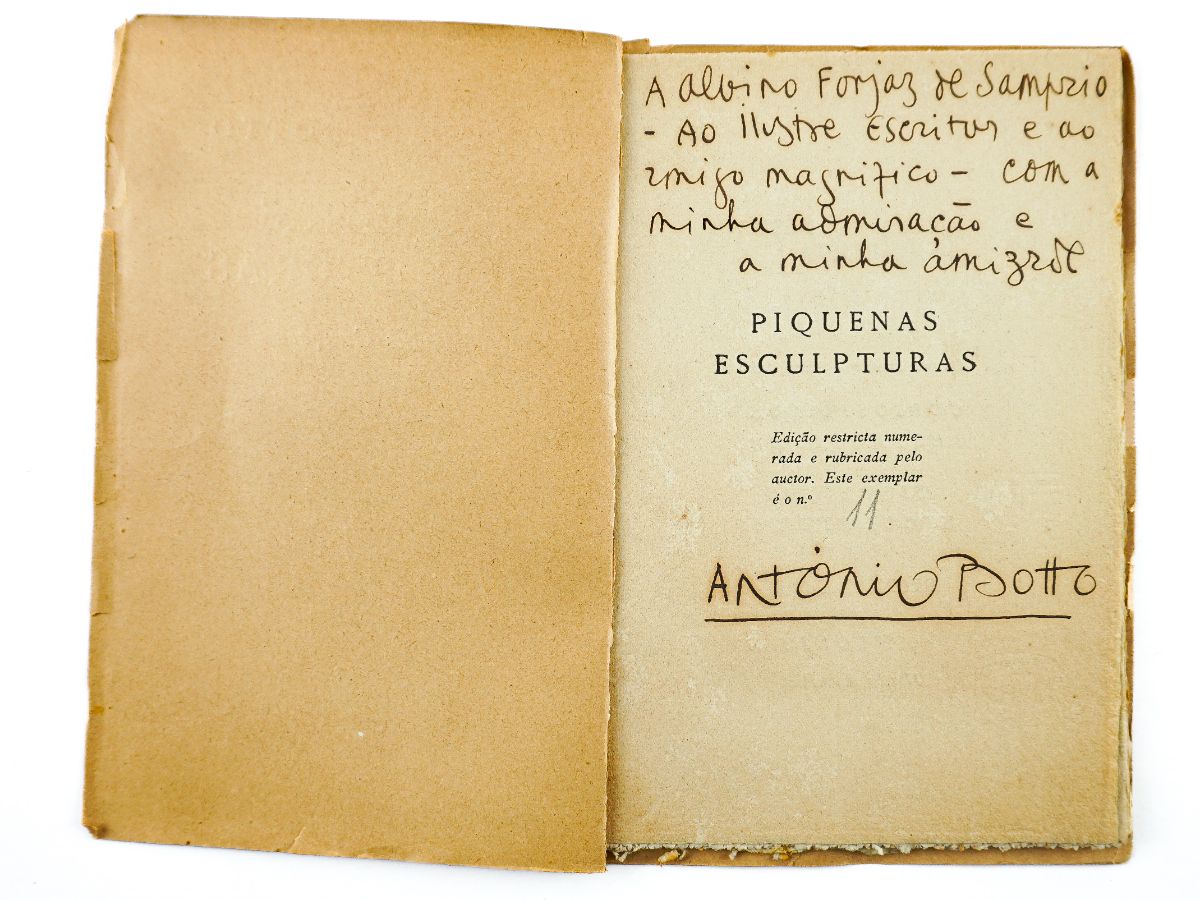 A Albino Forjaz de Sampaio
- Ao Ilustre Escritor e ao
amigo magnifico - com a
minha admiração e
a minha amizade
PIQUENAS
ESCULPTURAS
Edição restricta nume-
rada e rubricada pelo
auctor. Este exemplar
é o n.º 11
António Botto